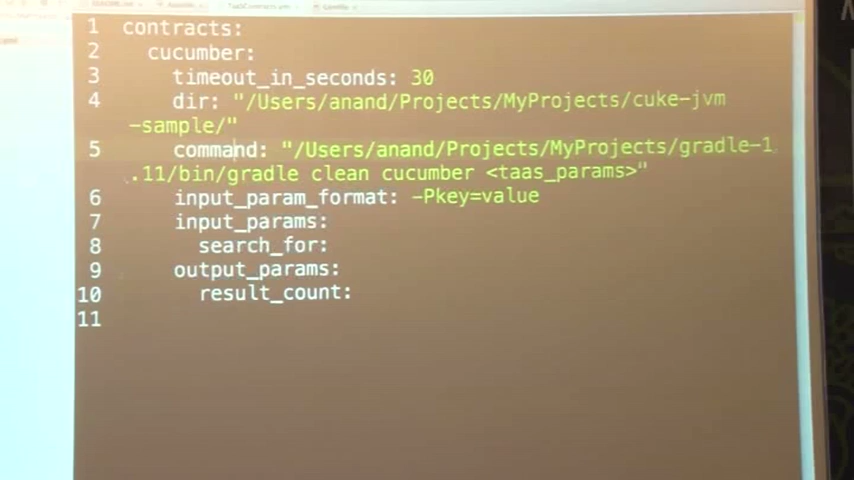 1 contracts:
2 cucumber:
3 timeout_in_seconds: 30
4 dir: "/Users/anand/Projects/MyProjects/cuke-jvm
-sample/"
5 command: "/Users/anand/Projects/MyProjects/gradle-1
.11/bin/gradle clean cucumber <taas_params>"
6 input_param_format: -Pkey=value
7 input_params:
8 search_for:
9 output_params:
10 result_count:
11